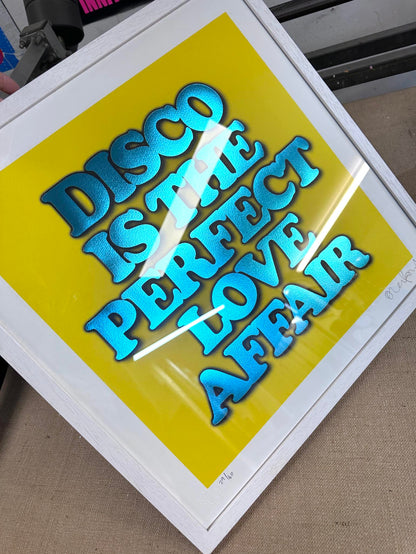 DISCO
IS THE
PERFECT
LOVE
AFFAIR